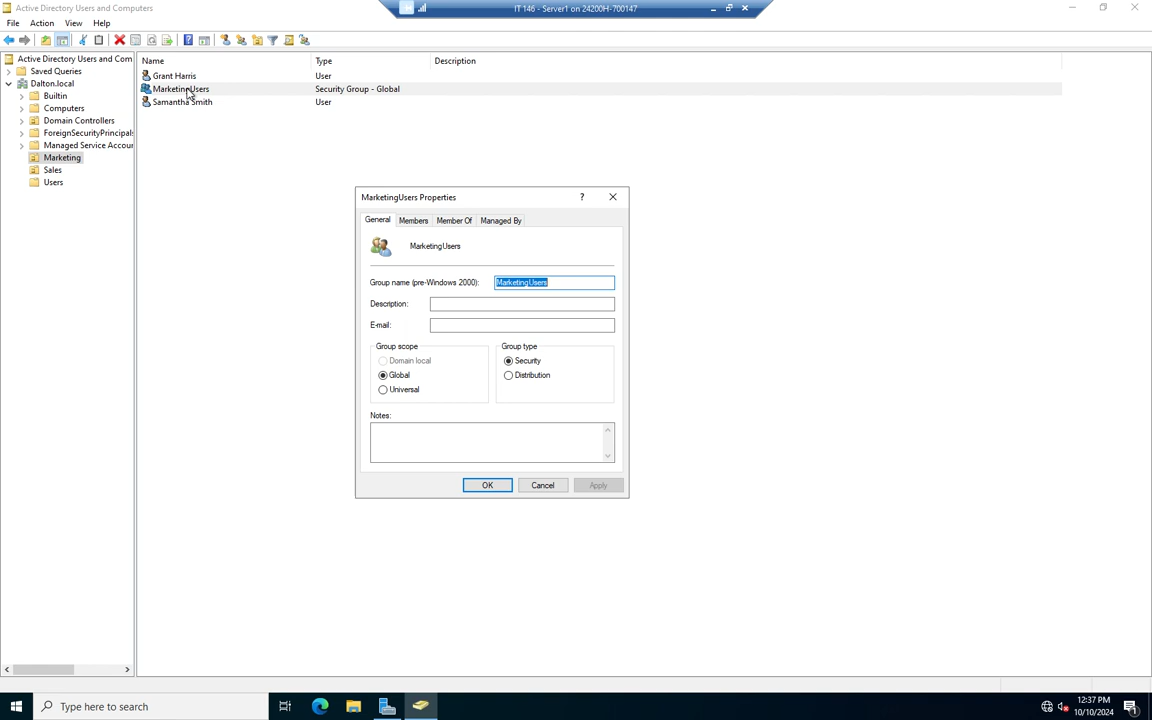 Active Directory Users and Computers
IT 146 - Server1 on 24200H-700147
File Action View Help
Active Directory Users and Com
Saved Queries
Dalton.local
Builtin
Computers
Domain Controllers
ForeignSecurityPrincipals
Managed Service Accour
Marketing
Sales
Users
Name Type Description
Grant Harris User
MarketingUsers Security Group - Global
Samantha Smith User
MarketingUsers Properties ?
General Members Member Of Managed By
MarketingUsers
Group name (pre-Windows 2000): MarketingUsers
Description:
E-mail:
Group scope
Domain local
Global
Universal
Group type
Security
Distribution
Notes:
OK Cancel Apply
Type here to search
12:37 PM
10/10/2024
1